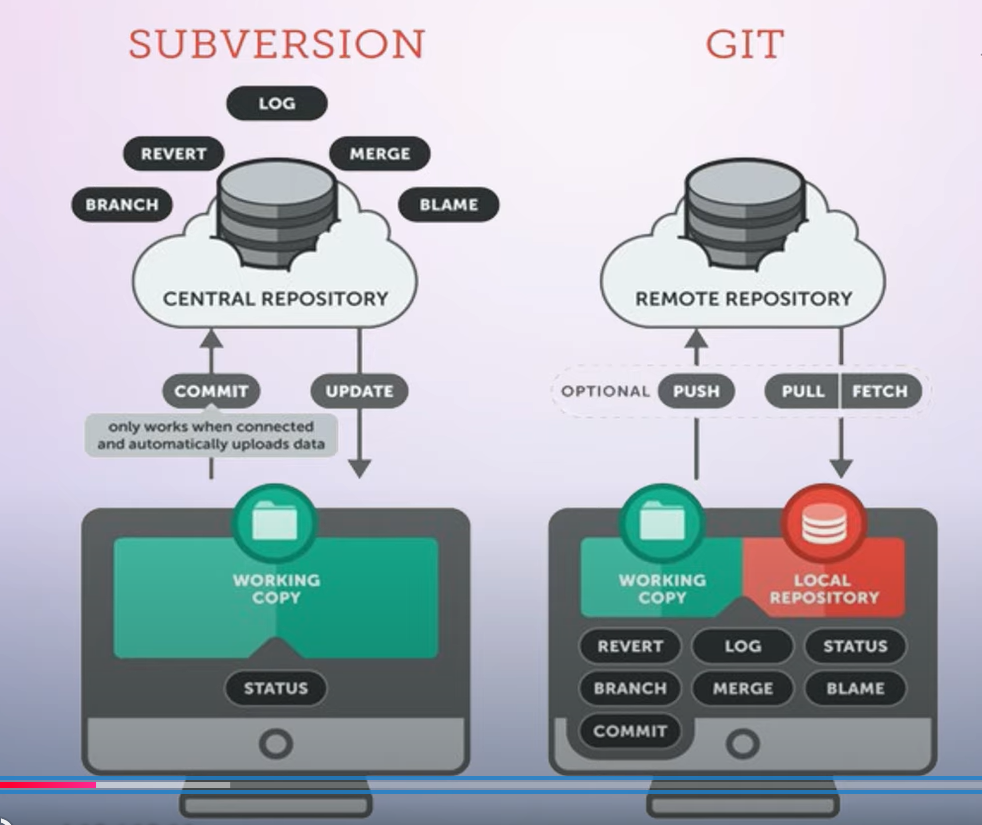 SUBVERSION
LOG
REVERT
MERGE
BRANCH
BLAME
CENTRAL REPOSITORY
COMMIT
UPDATE
only works when connected
and automatically uploads data
WORKING
COPY
STATUS
GIT
REMOTE REPOSITORY
OPTIONAL
PUSH
PULL
FETCH
WORKING
COPY
LOCAL
REPOSITORY
REVERT
LOG
STATUS
BRANCH
MERGE
BLAME
COMMIT